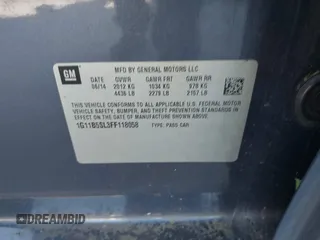 GM
MFD BY GENERAL MOTORS LLC
DATE GVWR GAWR FRT GAWR RR
06/14 2012 KG 1034 KG 978 KG
4436 LB 2279 LB 2157 LB
THIS VEHICLE CONFORMS TO ALL APPLICABLE U.S. FEDERAL MOTOR
VEHICLE SAFETY, BUMPER, AND THEFT PREVENTION STANDARDS
IN EFFECT ON THE DATE OF MANUFACTURE SHOWN ABOVE.
1G11B5SL3FF118058 TYPE: PASS CAR
DREAMBID